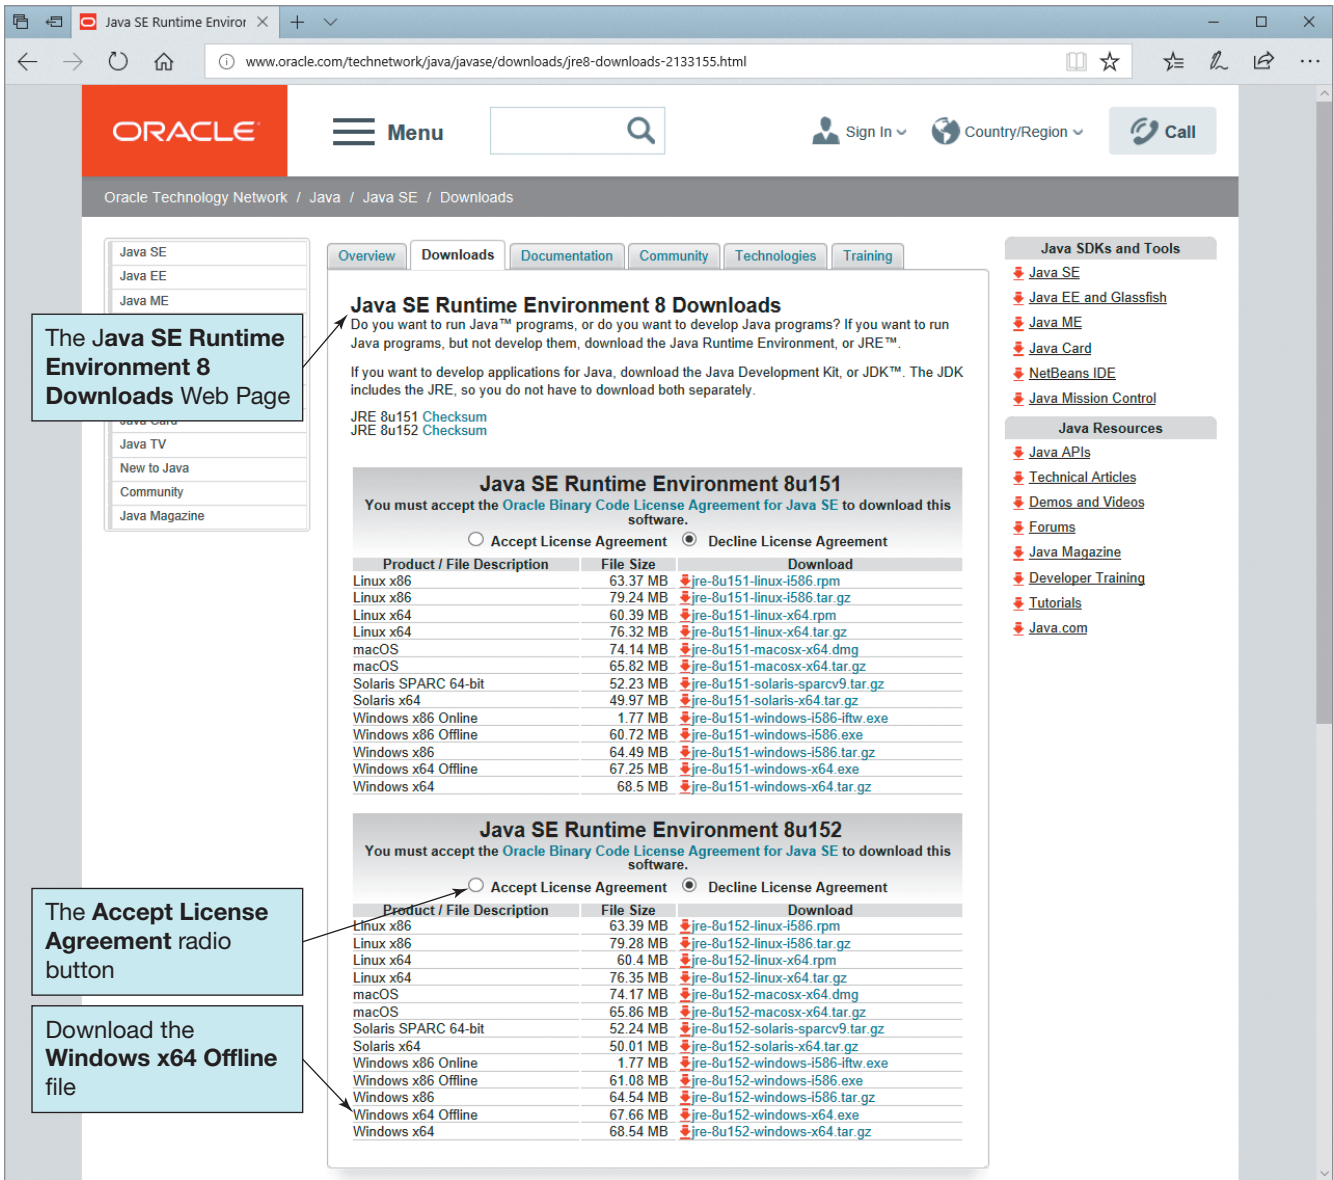 Java SE Runtime Enviror
www.oracle.com/technetwork/java/javase/downloads/jre8-downloads-2133155.html
ORACLE
Menu
Sign In
Country/Region
Call
Oracle Technology Network / Java / Java SE / Downloads
Java SE
Java EE
Java ME
Java Card
Java TV
New to Java
Community
Java Magazine
The Java SE Runtime
Environment 8
Downloads Web Page
Overview
Downloads
Documentation
Community
Technologies
Training
Java SE Runtime Environment 8 Downloads
Do you want to run Java™ programs, or do you want to develop Java programs? If you want to run
Java programs, but not develop them, download the Java Runtime Environment, or JRE™.
If you want to develop applications for Java, download the Java Development Kit, or JDK™. The JDK
includes the JRE, so you do not have to download both separately.
JRE 8u151 Checksum
JRE 8u152 Checksum
Java SE Runtime Environment 8u151
You must accept the Oracle Binary Code License Agreement for Java SE to download this
software.
Accept License Agreement Decline License Agreement
Product / File Description File Size Download
Linux x86 63.37 MB jre-8u151-linux-i586.rpm
Linux x86 79.24 MB jre-8u151-linux-i586.tar.gz
Linux x64 60.39 MB jre-8u151-linux-x64.rpm
Linux x64 76.32 MB jre-8u151-linux-x64.tar.gz
macOS 74.14 MB jre-8u151-macosx-x64.dmg
macOS 65.82 MB jre-8u151-macosx-x64.tar.gz
Solaris SPARC 64-bit 52.23 MB jre-8u151-solaris-sparcv9.tar.gz
Solaris x64 49.97 MB jre-8u151-solaris-x64.tar.gz
Windows x86 Online 1.77 MB jre-8u151-windows-i586-iftw.exe
Windows x86 Offline 60.72 MB jre-8u151-windows-i586.exe
Windows x86 64.49 MB jre-8u151-windows-i586.tar.gz
Windows x64 Offline 67.25 MB jre-8u151-windows-x64.exe
Windows x64 68.5 MB jre-8u151-windows-x64.tar.gz
Java SE Runtime Environment 8u152
You must accept the Oracle Binary Code License Agreement for Java SE to download this
software.
Accept License Agreement Decline License Agreement
Product / File Description File Size Download
Linux x86 63.39 MB jre-8u152-linux-i586.rpm
Linux x86 79.28 MB jre-8u152-linux-i586.tar.gz
Linux x64 60.4 MB jre-8u152-linux-x64.rpm
Linux x64 76.35 MB jre-8u152-linux-x64.tar.gz
macOS 74.17 MB jre-8u152-macosx-x64.dmg
macOS 65.86 MB jre-8u152-macosx-x64.tar.gz
Solaris SPARC 64-bit 52.24 MB jre-8u152-solaris-sparcv9.tar.gz
Solaris x64 50.01 MB jre-8u152-solaris-x64.tar.gz
Windows x86 Online 1.77 MB jre-8u152-windows-i586-iftw.exe
Windows x86 Offline 61.08 MB jre-8u152-windows-i586.exe
Windows x86 64.54 MB jre-8u152-windows-i586.tar.gz
Windows x64 Offline 67.66 MB jre-8u152-windows-x64.exe
Windows x64 68.54 MB jre-8u152-windows-x64.tar.gz
The Accept License
Agreement radio
button
Download the
Windows x64 Offline
file
Java SDKs and Tools
Java SE
Java EE and Glassfish
Java ME
Java Card
NetBeans IDE
Java Mission Control
Java Resources
Java APIs
Technical Articles
Demos and Videos
Forums
Java Magazine
Developer Training
Tutorials
Java.com